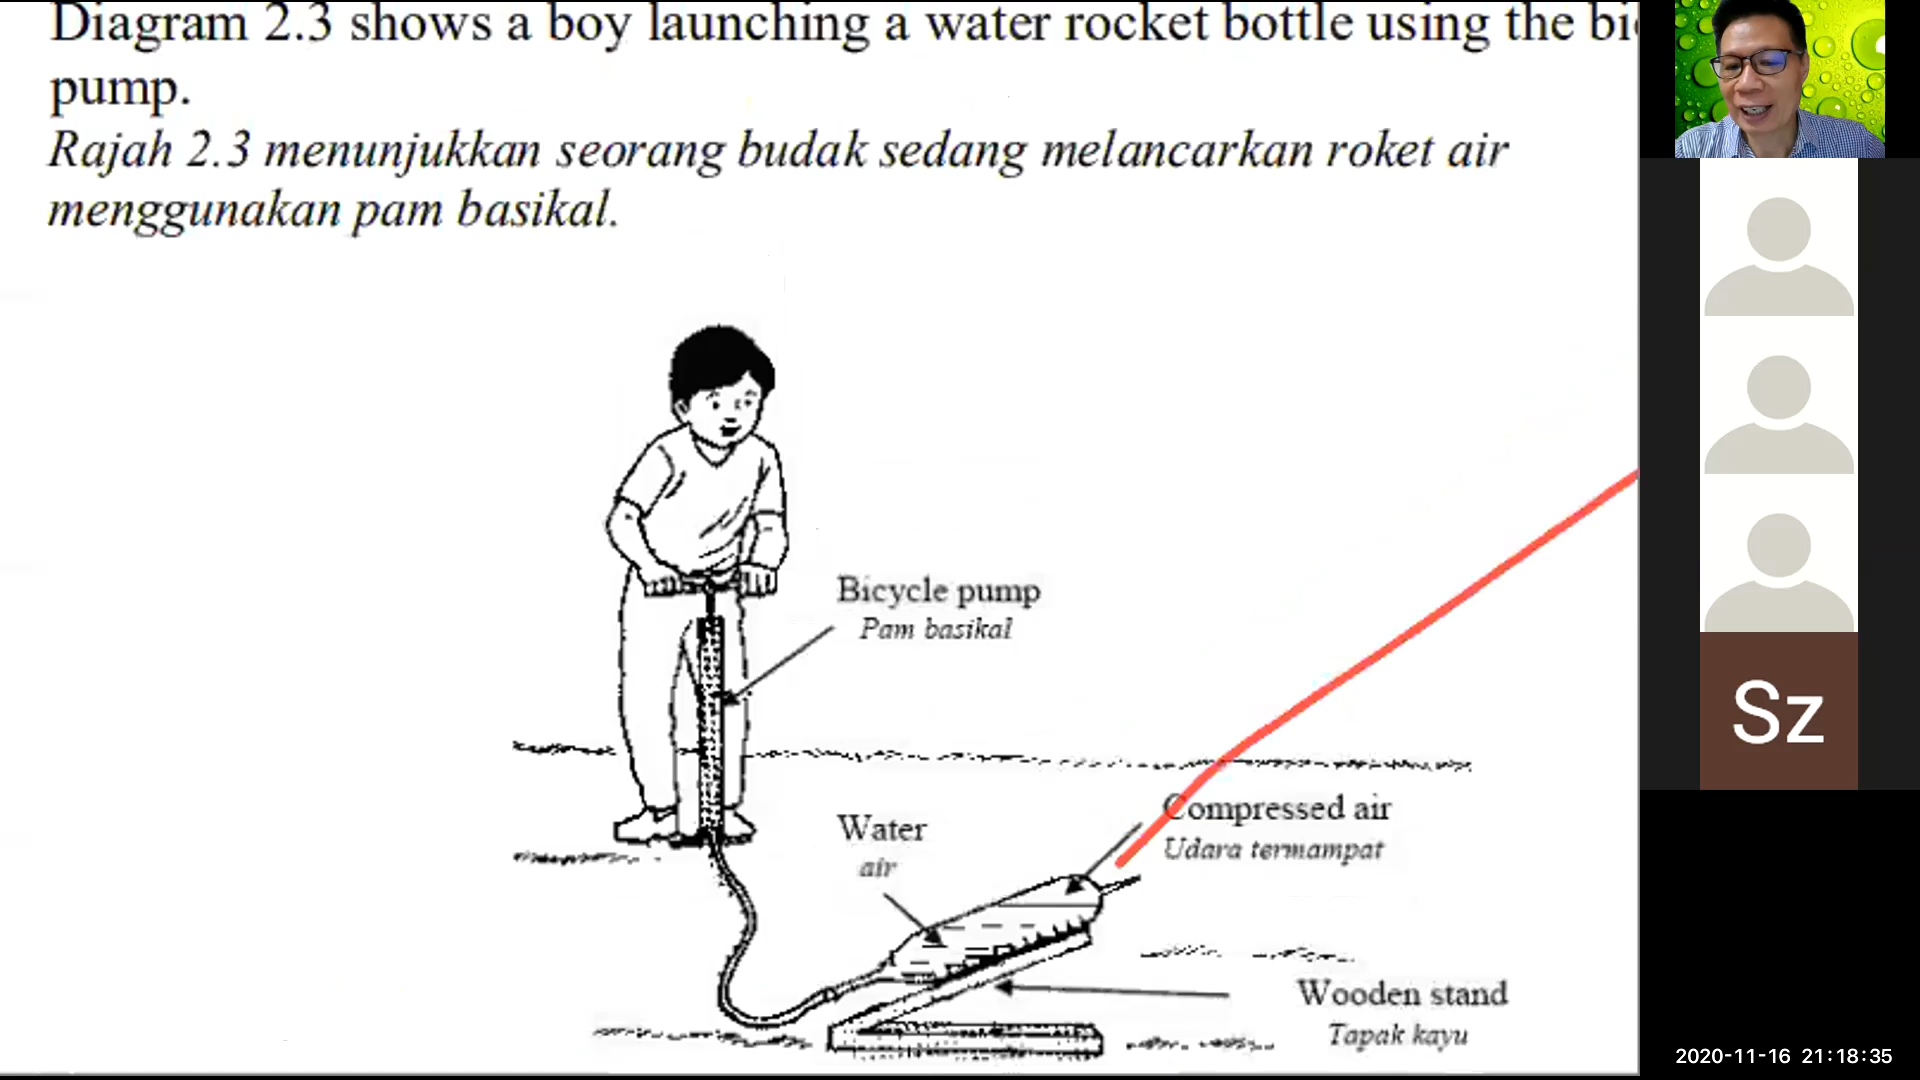 Diagram 2.3 shows a boy launching a water rocket bottle using the
pump.
Rajah 2.3 menunjukkan seorang budak sedang melancarkan roket air
menggunakan pam basikal.
Bicycle pump
Pam basikal
Water
air
Compressed air
Udara termampat
Wooden stand
Tapak kayu
Sz
2020-11-16 21:18:35